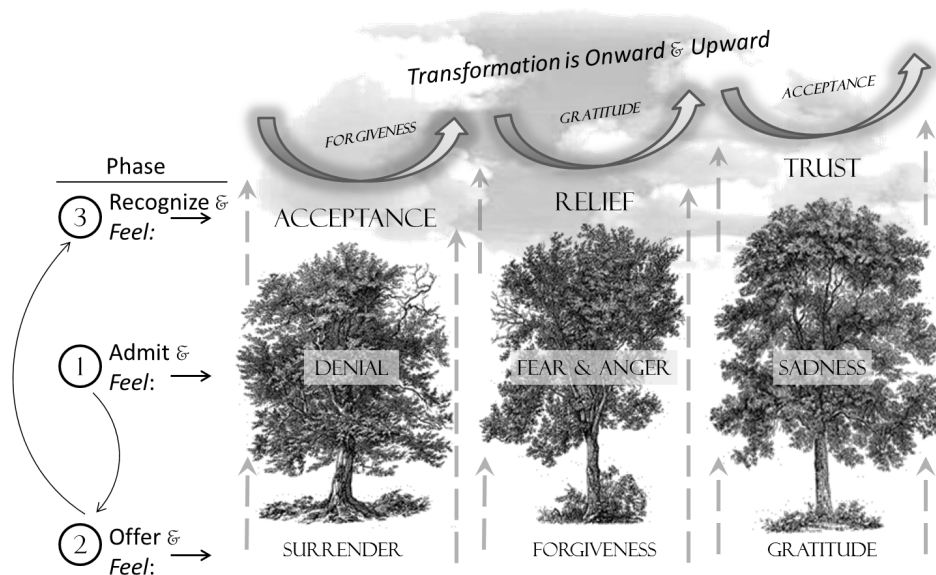 Transformation is Onward & Upward
FORGIVENESS
GRATITUDE
ACCEPTANCE
Phase
3 Recognize &
Feel:
ACCEPTANCE
RELIEF
TRUST
1 Admit &
Feel:
DENIAL
FEAR & ANGER
SADNESS
2 Offer &
Feel:
SURRENDER
FORGIVENESS
GRATITUDE